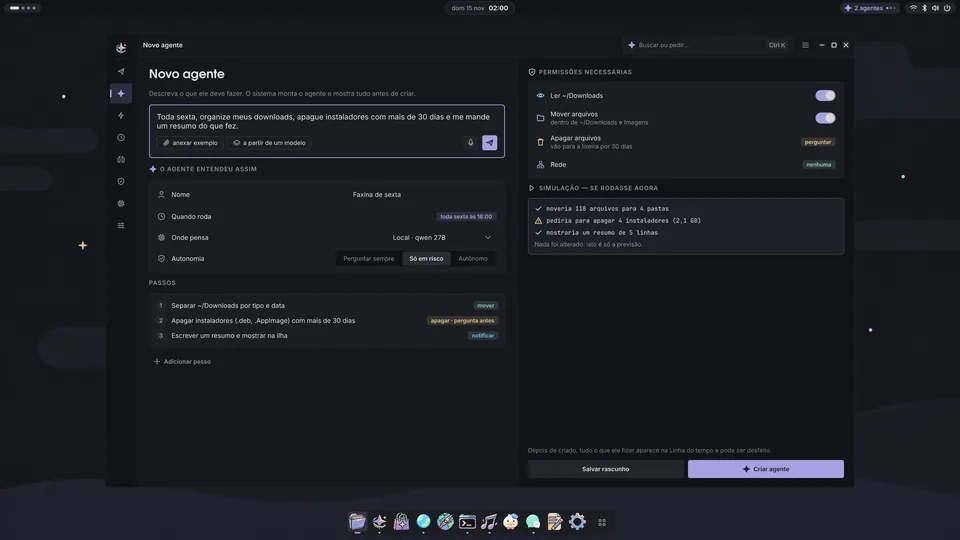 dom 15 nov 02:00
2 agentes
Novo agente
Buscar ou pedir...
Ctrl K
Novo agente
Descreva o que ele deve fazer. O sistema monta o agente e mostra tudo antes de criar.
Toda sexta, organize meus downloads, apague instaladores com mais de 30 dias e me mande
um resumo do que fez.
anexar exemplo
a partir de um modelo
O AGENTE ENTENDEU ASSIM
Nome
Faxina de sexta
Quando roda
toda sexta às 18:00
Onde pensa
Local · qwen 27B
Autonomia
Perguntar sempre
Só em risco
Autônomo
PASSOS
1 Separar ~/Downloads por tipo e data
mover
2 Apagar instaladores (.deb, .AppImage) com mais de 30 dias
apagar · pergunta antes
3 Escrever um resumo e mostrar na ilha
notificar
Adicionar passo
PERMISSÕES NECESSÁRIAS
Ler ~/Downloads
Mover arquivos
dentro de ~/Downloads e Imagens
Apagar arquivos
vão para a lixeira por 30 dias
perguntar
Rede
nenhuma
SIMULAÇÃO — SE RODASSE AGORA
moveria 118 arquivos para 4 pastas
pediria para apagar 4 instaladores (2,1 GB)
mostraria um resumo de 5 linhas
Nada foi alterado: isto é só a previsão.
Depois de criado, tudo o que ele fizer aparece na Linha do tempo e pode ser desfeito.
Salvar rascunho
Criar agente